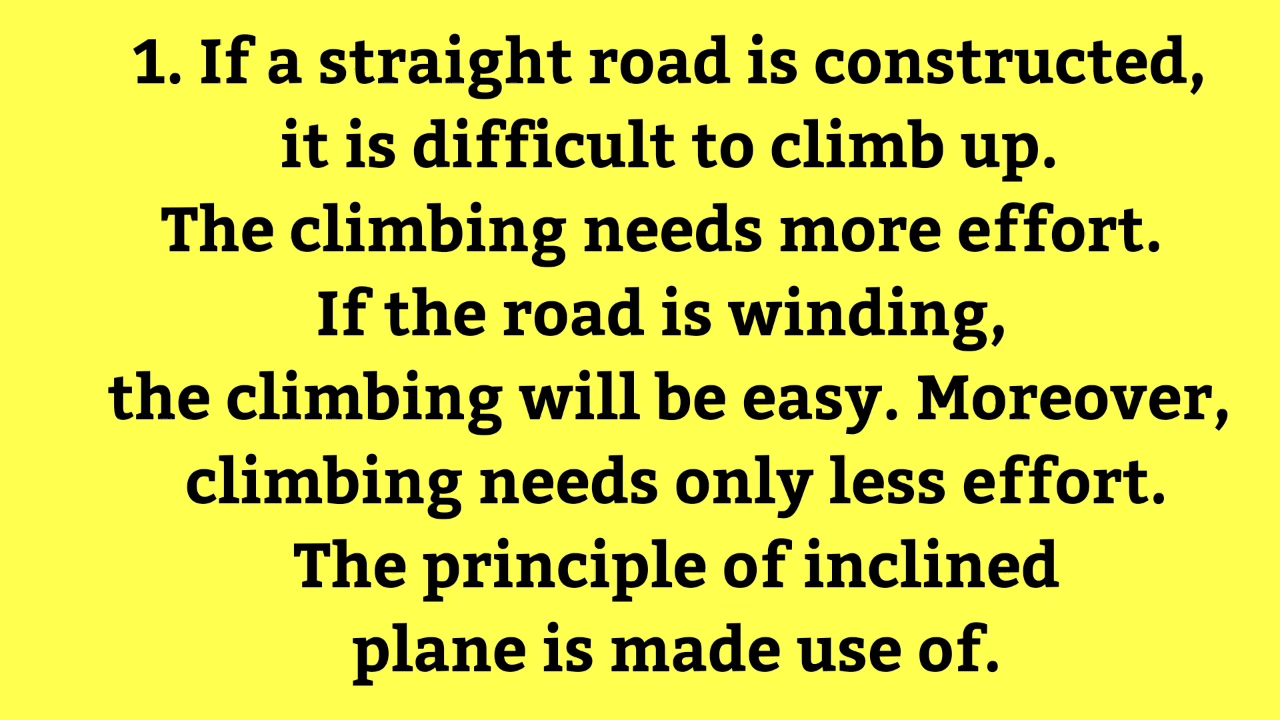 1. If a straight road is constructed,
it is difficult to climb up.
The climbing needs more effort.
If the road is winding,
the climbing will be easy. Moreover,
climbing needs only less effort.
The principle of inclined
plane is made use of.